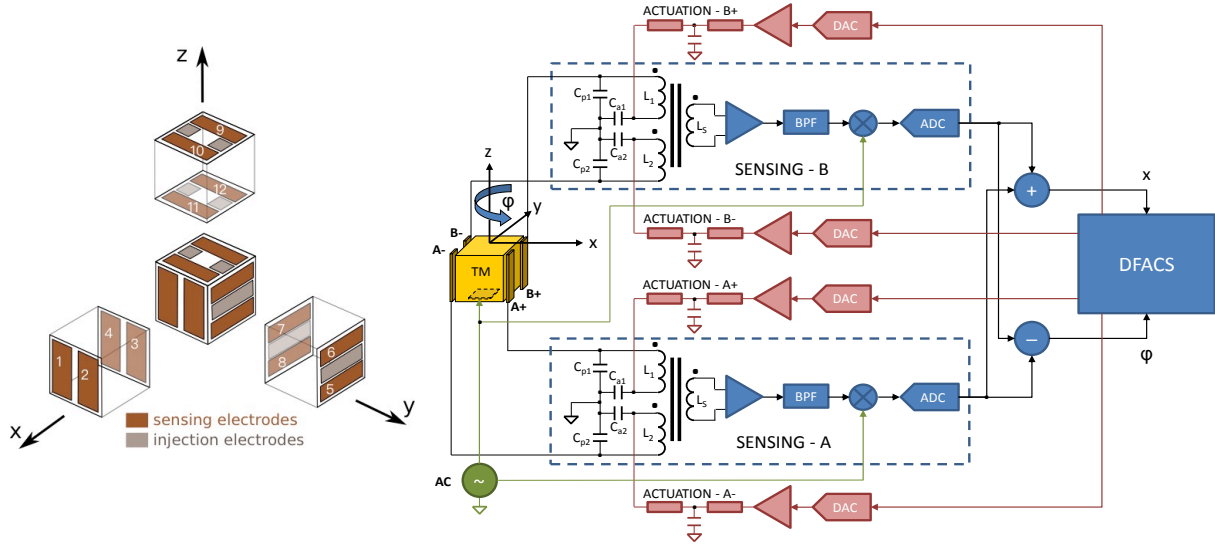 z
9
10
12
11
4
3
1
2
7
8
6
5
x
y
sensing electrodes
injection electrodes
ACTUATION - B+
DAC
Cp1
Ca1
L1
Ca2
LS
BPF
ADC
Cp2
L2
SENSING - B
z
φ
y
x
B-
A-
TM
B+
A+
ACTUATION - B-
DAC
ACTUATION - A+
DAC
+
x
DFACS
−
φ
Cp1
Ca1
L1
LS
BPF
ADC
Ca2
Cp2
L2
SENSING - A
AC
~
ACTUATION - A-
DAC